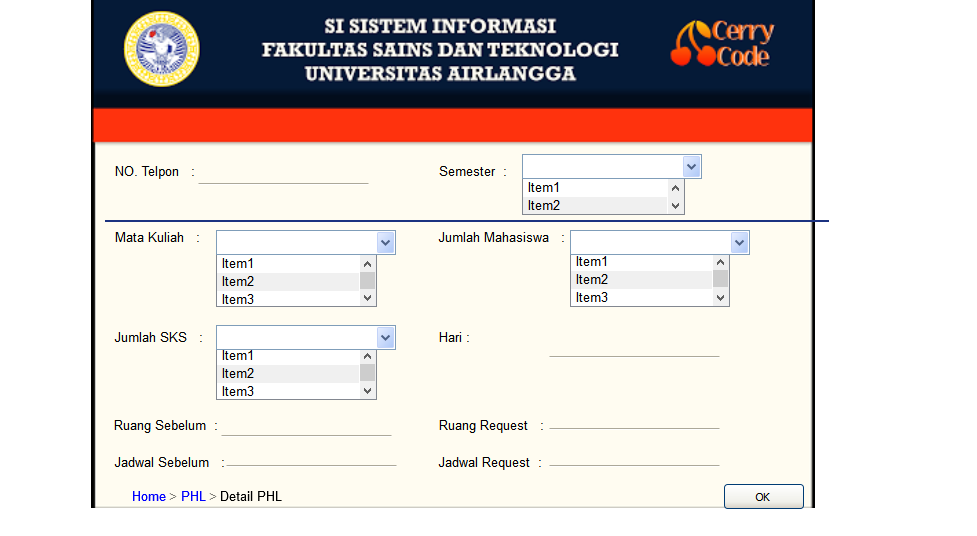 SI SISTEM INFORMASI
FAKULTAS SAINS DAN TEKNOLOGI
UNIVERSITAS AIRLANGGA
Cerry
Code
NO. Telpon :
Semester :
Item1
Item2
Mata Kuliah :
Item1
Item2
Item3
Jumlah Mahasiswa :
Item1
Item2
Item3
Jumlah SKS :
Item1
Item2
Item3
Hari :
Ruang Sebelum :
Ruang Request :
Jadwal Sebelum :
Jadwal Request :
Home > PHL > Detail PHL
OK